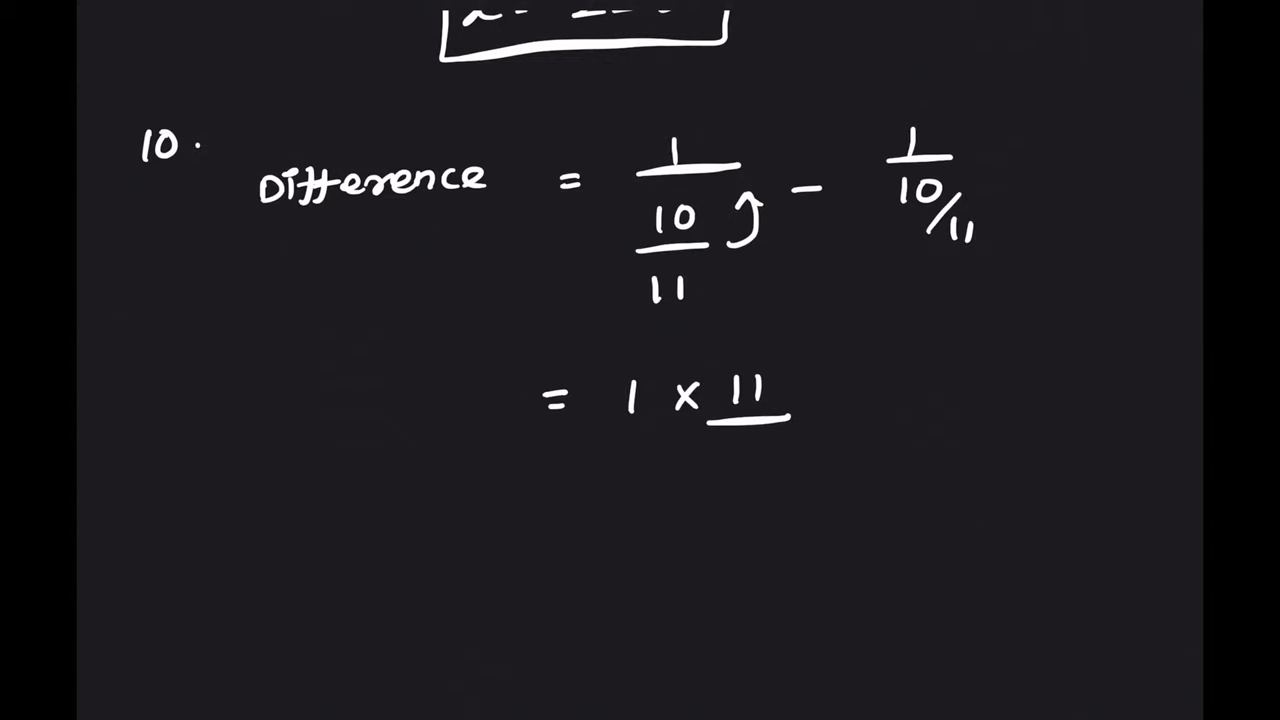 10.
Difference = 1/(10/11) - 1/(10/11)
= 1 × 11